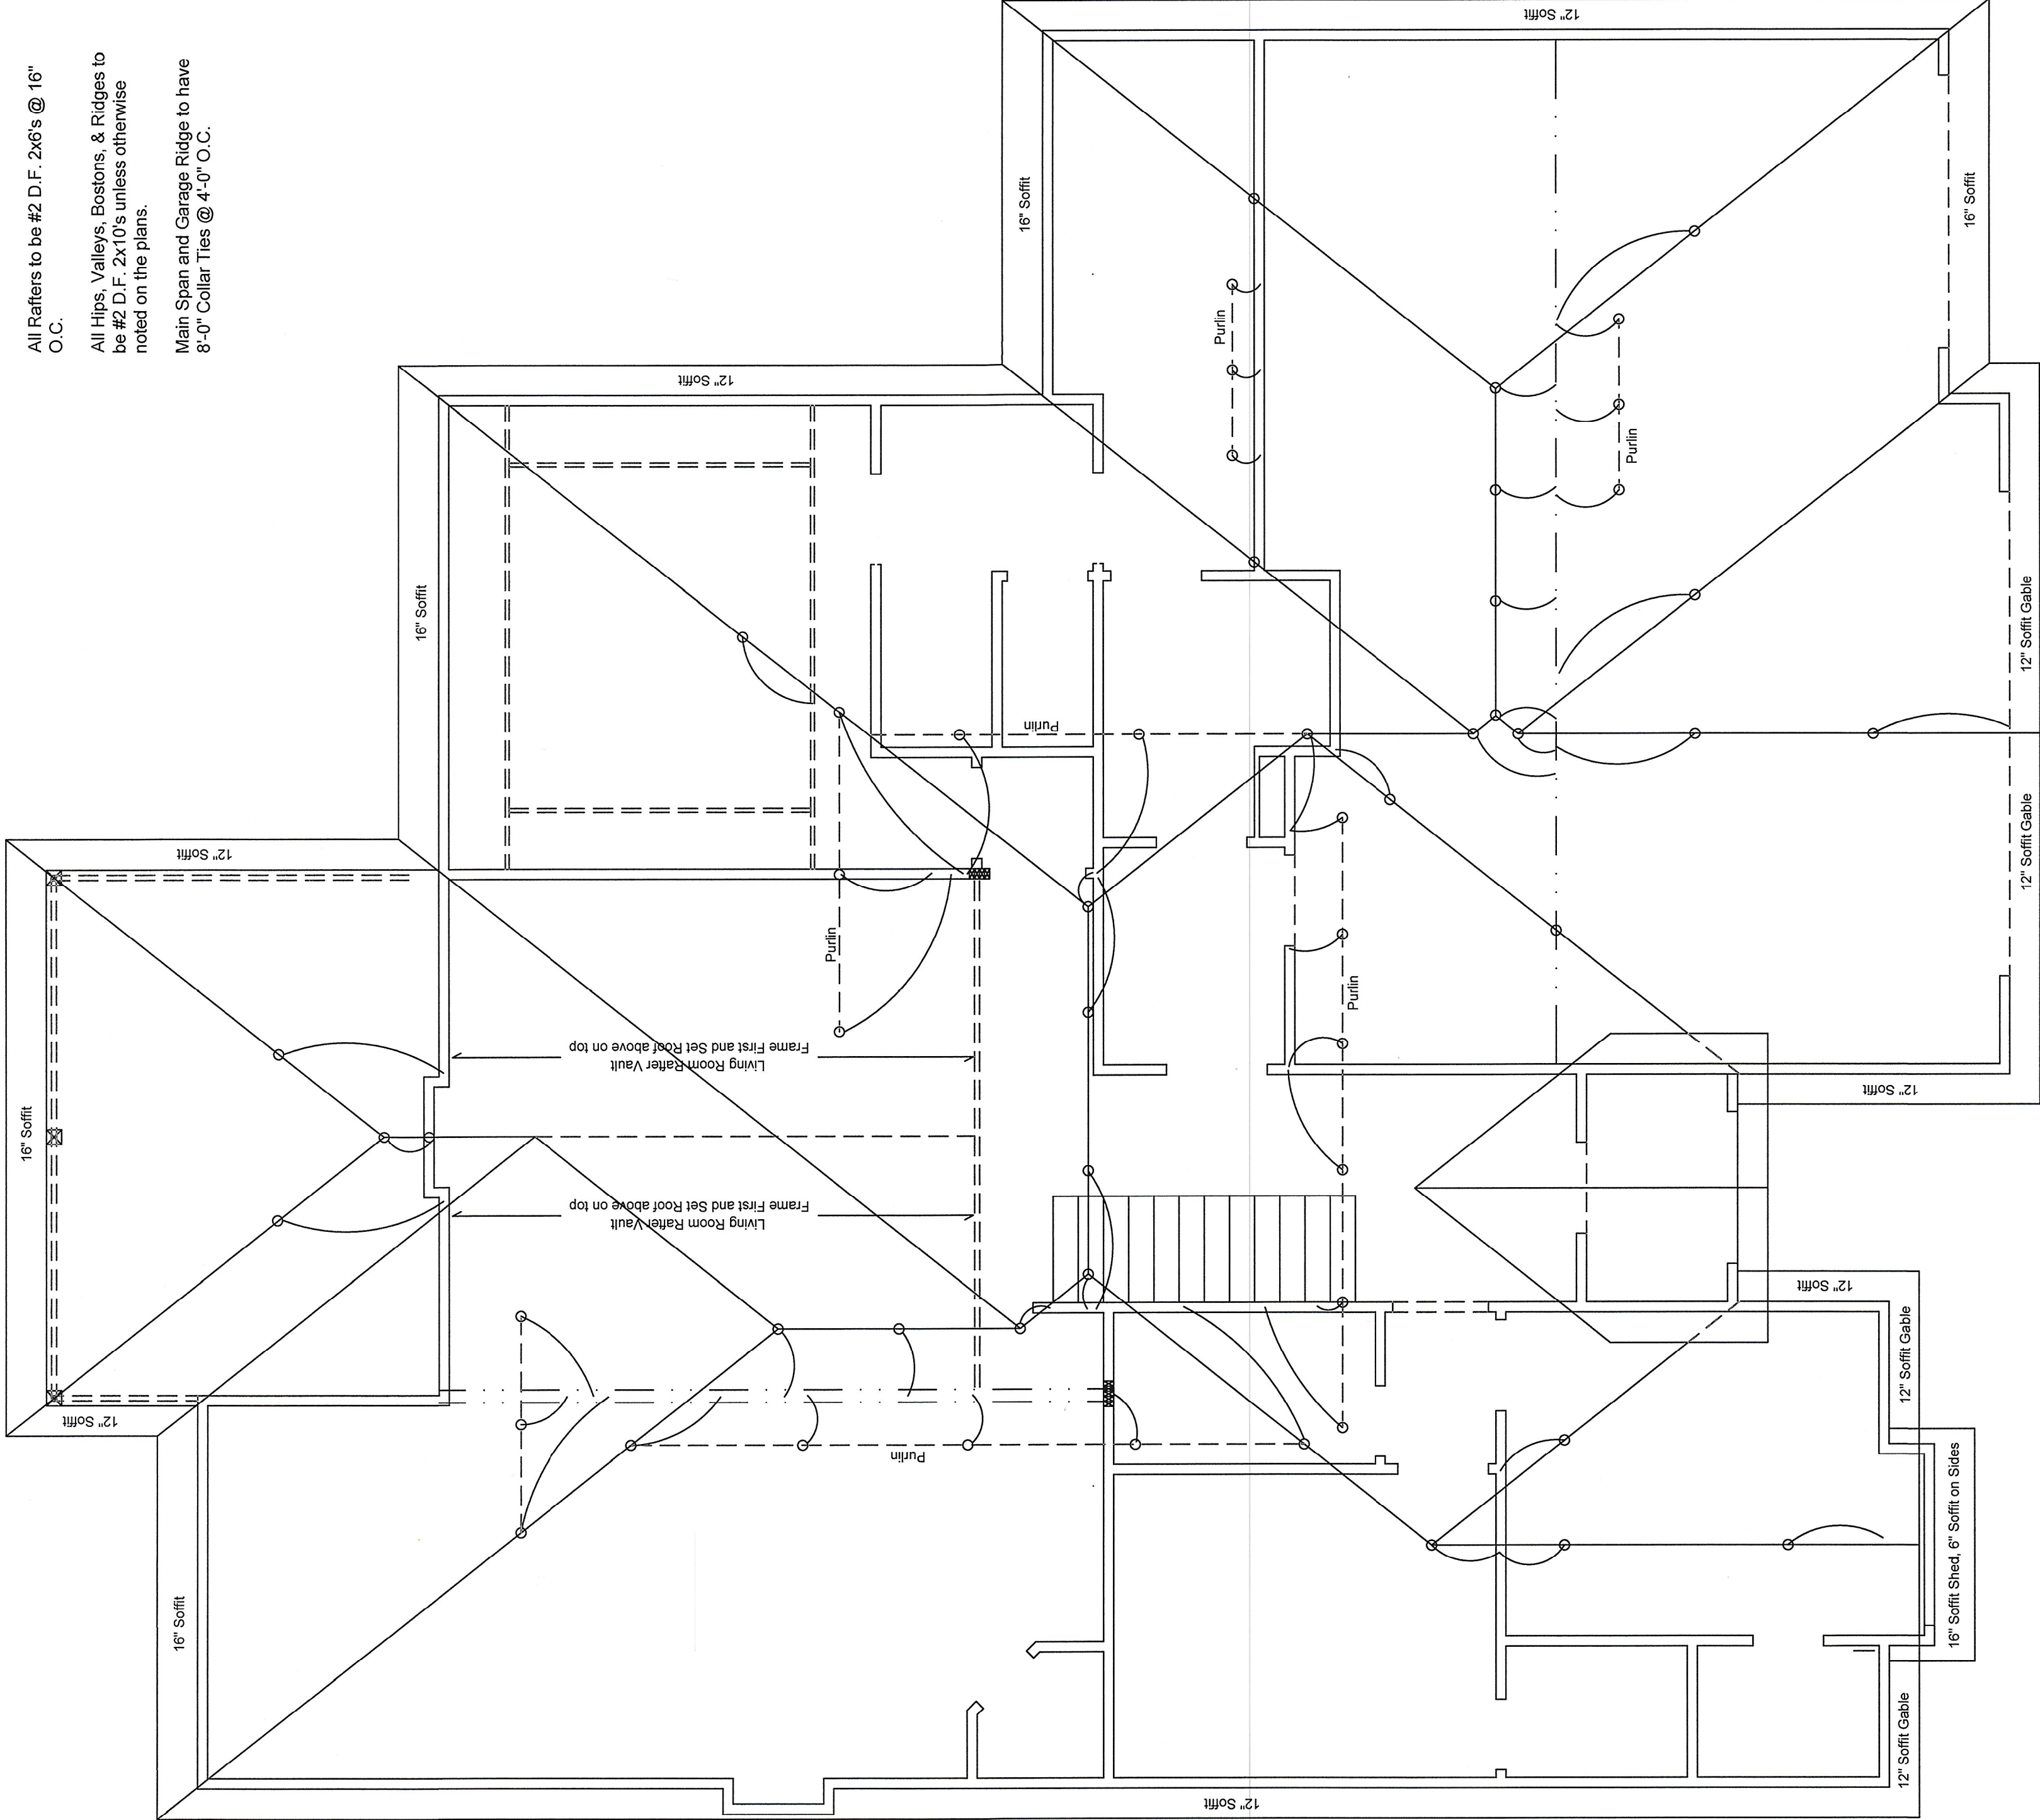 All Rafters to be #2 D.F. 2x6's @ 16"
O.C.
All Hips, Valleys, Bostons, & Ridges to
be #2 D.F. 2x10's unless otherwise
noted on the plans.
Main Span and Garage Ridge to have
8'-0" Collar Ties @ 4'-0" O.C.
12" Soffit
16" Soffit
16" Soffit
Purlin
Purlin
12" Soffit
16" Soffit
Purlin
12" Soffit Gable
12" Soffit
16" Soffit
Purlin
Purlin
12" Soffit Gable
Living Room Rafter Vault
Frame First and Set Roof above on top
Living Room Rafter Vault
Frame First and Set Roof above on top
12" Soffit
12" Soffit
12" Soffit
Purlin
12" Soffit Gable
16" Soffit Shed, 6" Soffit on Sides
16" Soffit
12" Soffit Gable
12" Soffit